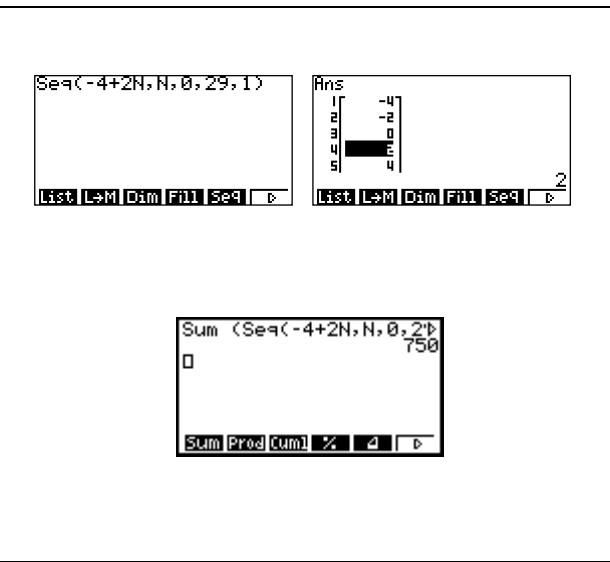 Seq(-4+2N,N,0,29,1)
List L→M Dim Fill Seq ▷
Ans
1 -4
2 -2
3 0
4 2
5 4
2
List L→M Dim Fill Seq ▷
Sum (Seq(-4+2N,N,0,2
750
Sum Prod Cuml % ⊿ ▷